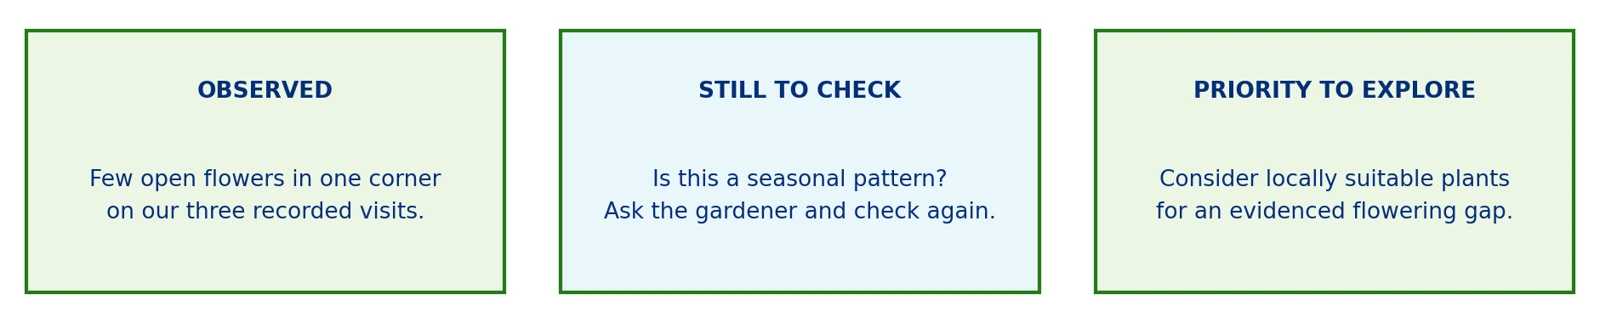 OBSERVED
Few open flowers in one corner
on our three recorded visits.
STILL TO CHECK
Is this a seasonal pattern?
Ask the gardener and check again.
PRIORITY TO EXPLORE
Consider locally suitable plants
for an evidenced flowering gap.